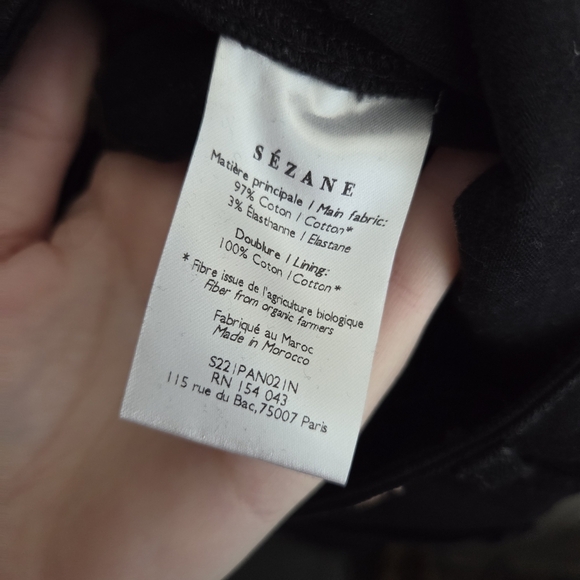 SÉZANE
Matière principale / Main fabric:
97% Coton / Cotton*
3% Élasthanne / Elastane
Doublure / Lining:
100% Coton / Cotton*
* Fibre issue de l'agriculture biologique
Fiber from organic farmers
Fabriqué au Maroc
Made in Morocco
S221PAN021N
RN 154 043
115 rue du Bac, 75007 Paris